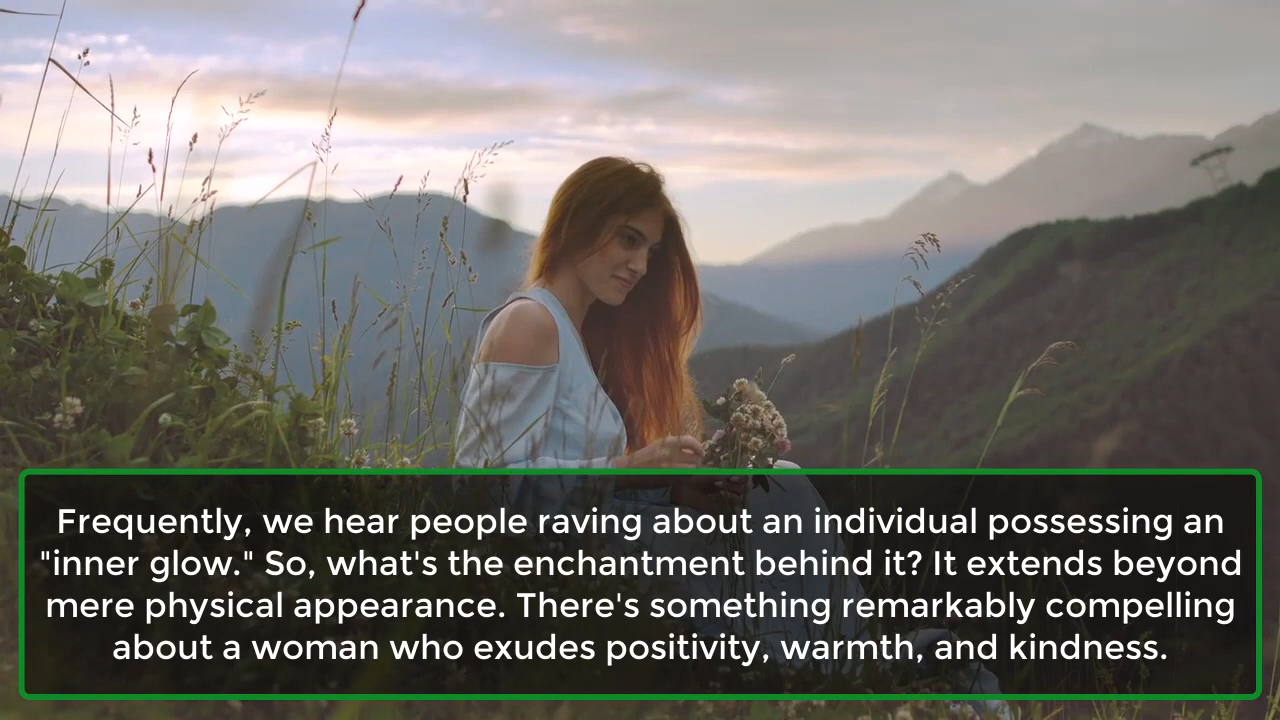 Frequently, we hear people raving about an individual possessing an
"inner glow." So, what's the enchantment behind it? It extends beyond
mere physical appearance. There's something remarkably compelling
about a woman who exudes positivity, warmth, and kindness.